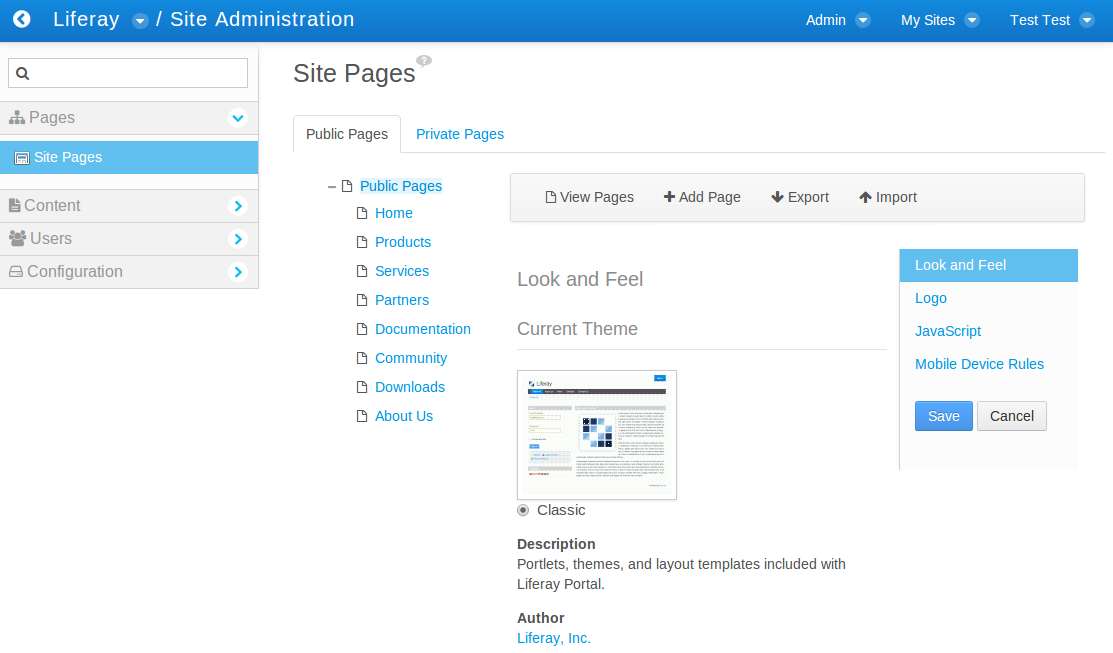 Liferay / Site Administration
Admin My Sites Test Test
Pages
Site Pages
Content
Users
Configuration
Site Pages ?
Public Pages Private Pages
Public Pages
Home
Products
Services
Partners
Documentation
Community
Downloads
About Us
View Pages Add Page Export Import
Look and Feel
Current Theme
Liferay
Classic
Description
Portlets, themes, and layout templates included with
Liferay Portal.
Author
Liferay, Inc.
Look and Feel
Logo
JavaScript
Mobile Device Rules
Save Cancel